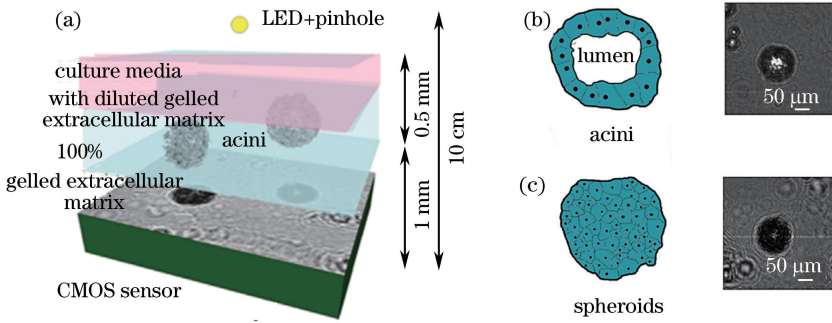 (a)
LED+pinhole
culture media
with diluted gelled
extracellular matrix
acini
100%
gelled extracellular
matrix
CMOS sensor
0.5 mm
1 mm
10 cm
(b)
lumen
acini
50 μm
(c)
spheroids
50 μm